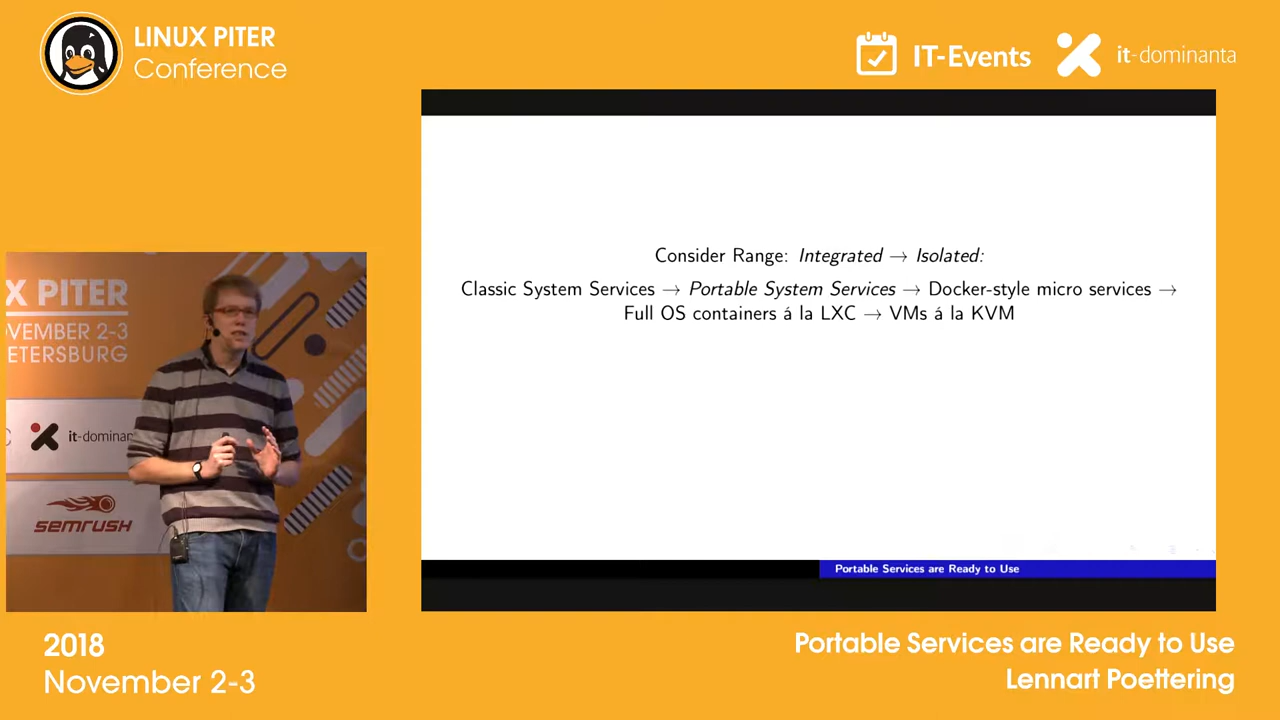 LINUX PITER
Conference
IT-Events
it-dominanta
Consider Range: Integrated → Isolated:
Classic System Services → Portable System Services → Docker-style micro services →
Full OS containers á la LXC → VMs á la KVM
Portable Services are Ready to Use
X PITER
VEMBER 2-3
ETERSBURG
it-dominan
semrush
2018
November 2-3
Portable Services are Ready to Use
Lennart Poettering